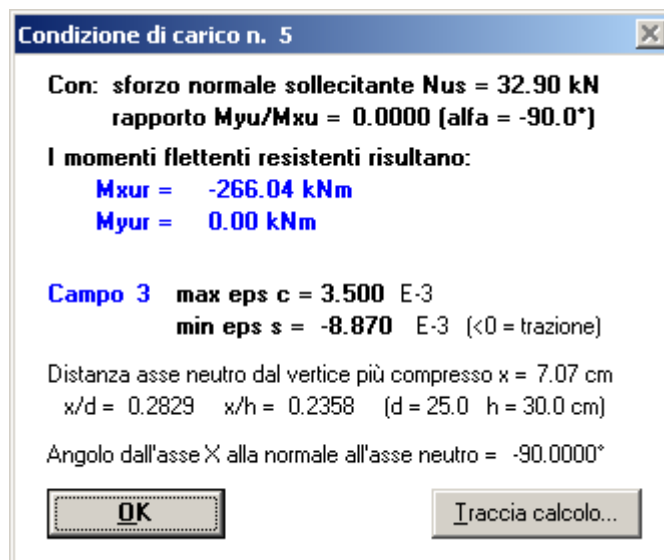 Condizione di carico n. 5
Con: sforzo normale sollecitante Nus = 32.90 kN
rapporto Myu/Mxu = 0.0000 (alfa = -90.0°)
I momenti flettenti resistenti risultano:
Mxur = -266.04 kNm
Myur = 0.00 kNm
Campo 3 max eps c = 3.500 E-3
min eps s = -8.870 E-3 (<0 = trazione)
Distanza asse neutro dal vertice più compresso x = 7.07 cm
x/d = 0.2829 x/h = 0.2358 (d = 25.0 h = 30.0 cm)
Angolo dall'asse X alla normale all'asse neutro = -90.0000°
OK Traccia calcolo...